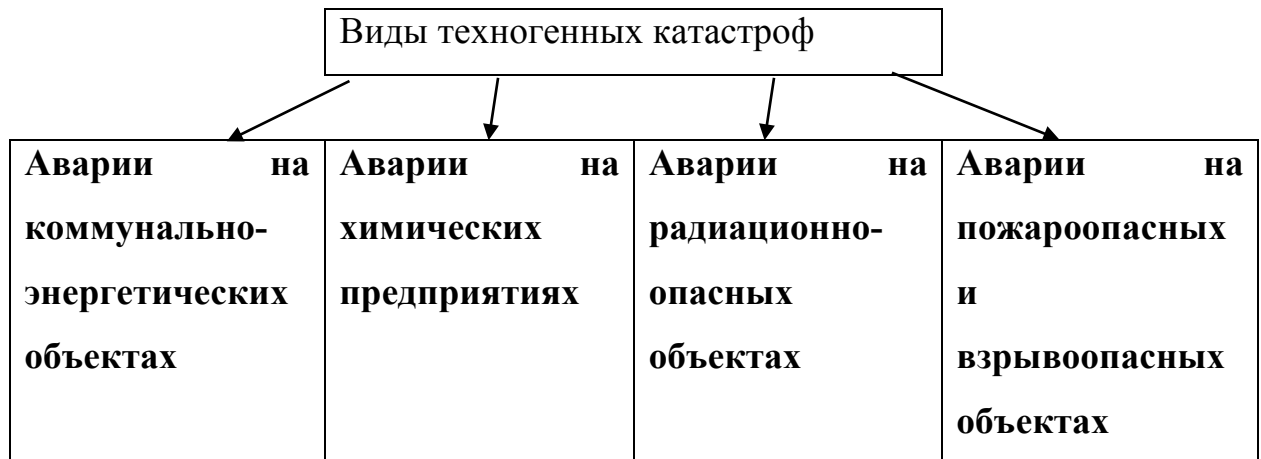 Виды техногенных катастроф
Аварии на
коммунально-
энергетических
объектах
Аварии на
химических
предприятиях
Аварии на
радиационно-
опасных
объектах
Аварии на
пожароопасных
и
взрывоопасных
объектах